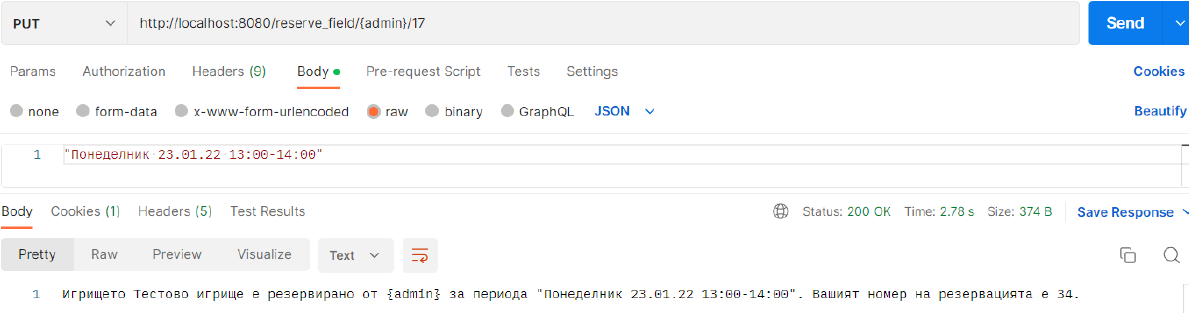 PUT http://localhost:8080/reserve_field/{admin}/17 Send
Params Authorization Headers (9) Body Pre-request Script Tests Settings Cookies
none form-data x-www-form-urlencoded raw binary GraphQL JSON Beautify
1 "Понеделник 23.01.22 13:00-14:00"
Body Cookies (1) Headers (5) Test Results Status: 200 OK Time: 2.78 s Size: 374 B Save Response
Pretty Raw Preview Visualize Text
1 Игрището Тестово игрище е резервирано от {admin} за периода "Понеделник 23.01.22 13:00-14:00". Вашият номер на резервацията е 34.